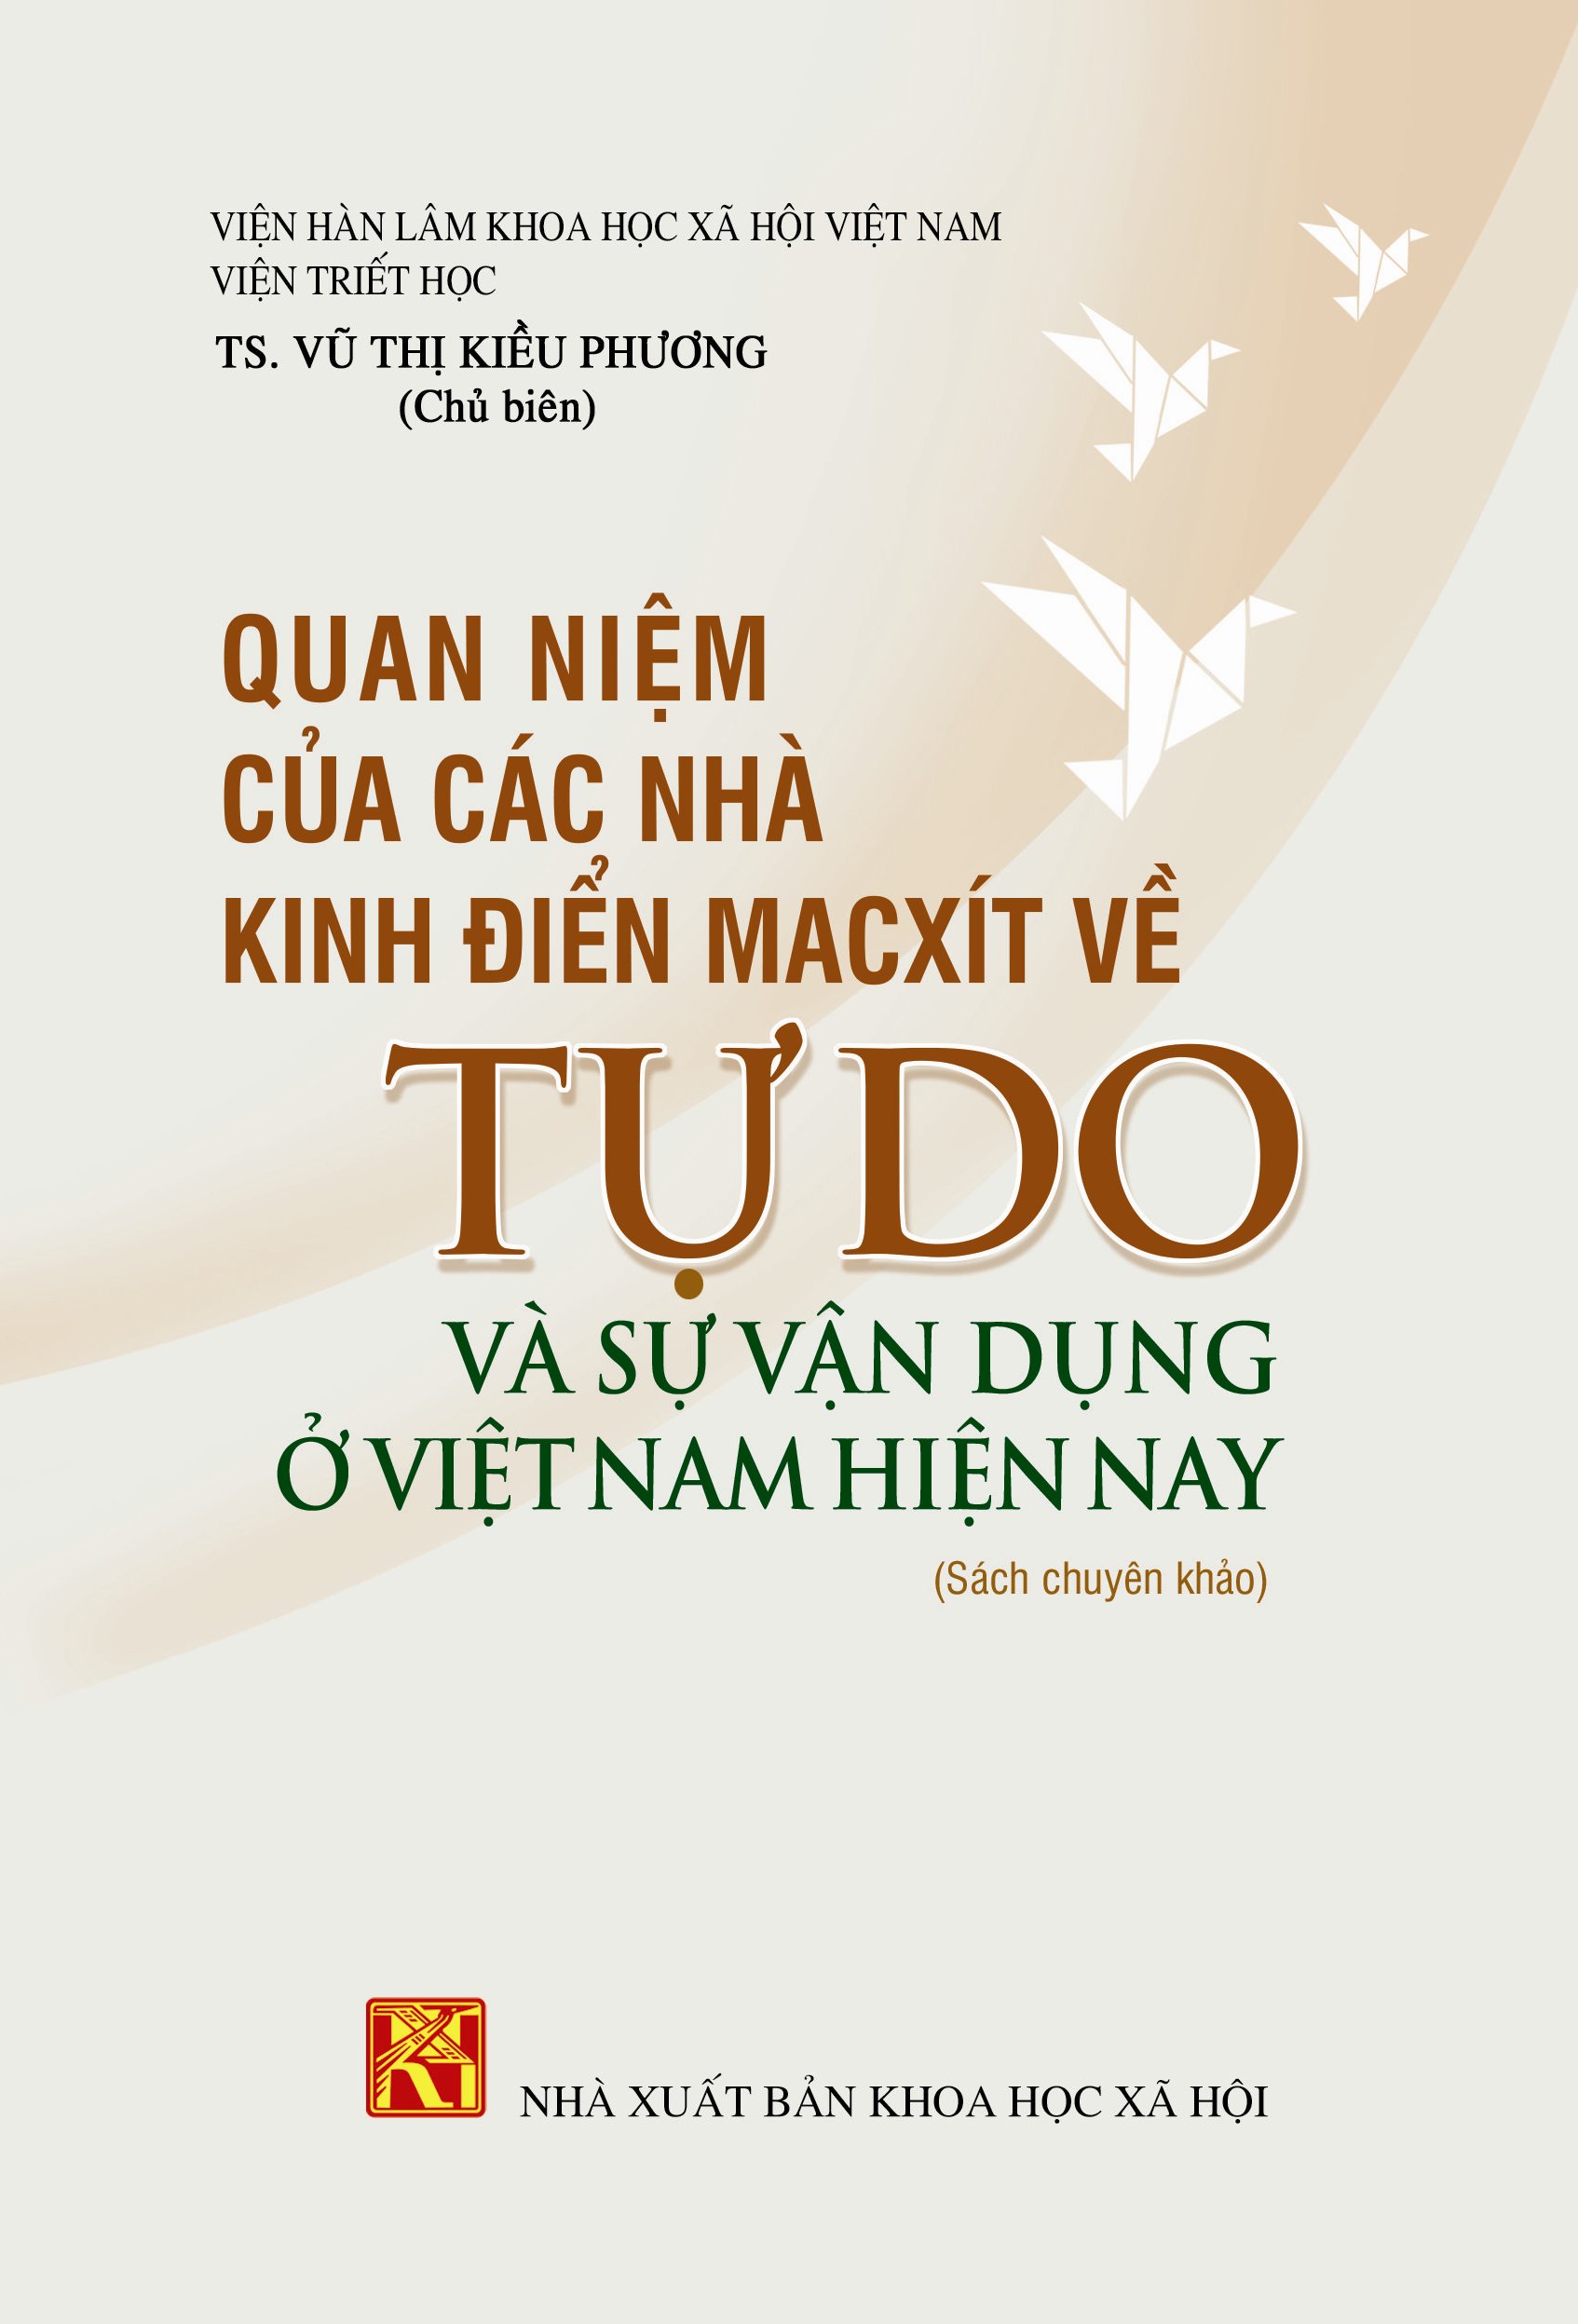 VIỆN HÀN LÂM KHOA HỌC XÃ HỘI VIỆT NAM
VIỆN TRIẾT HỌC
TS. VŨ THỊ KIỀU PHƯƠNG
(Chủ biên)
QUAN NIỆM
CỦA CÁC NHÀ
KINH ĐIỂN MACXÍT VỀ
TỰ DO
VÀ SỰ VẬN DỤNG
Ở VIỆT NAM HIỆN NAY
(Sách chuyên khảo)
NHÀ XUẤT BẢN KHOA HỌC XÃ HỘI